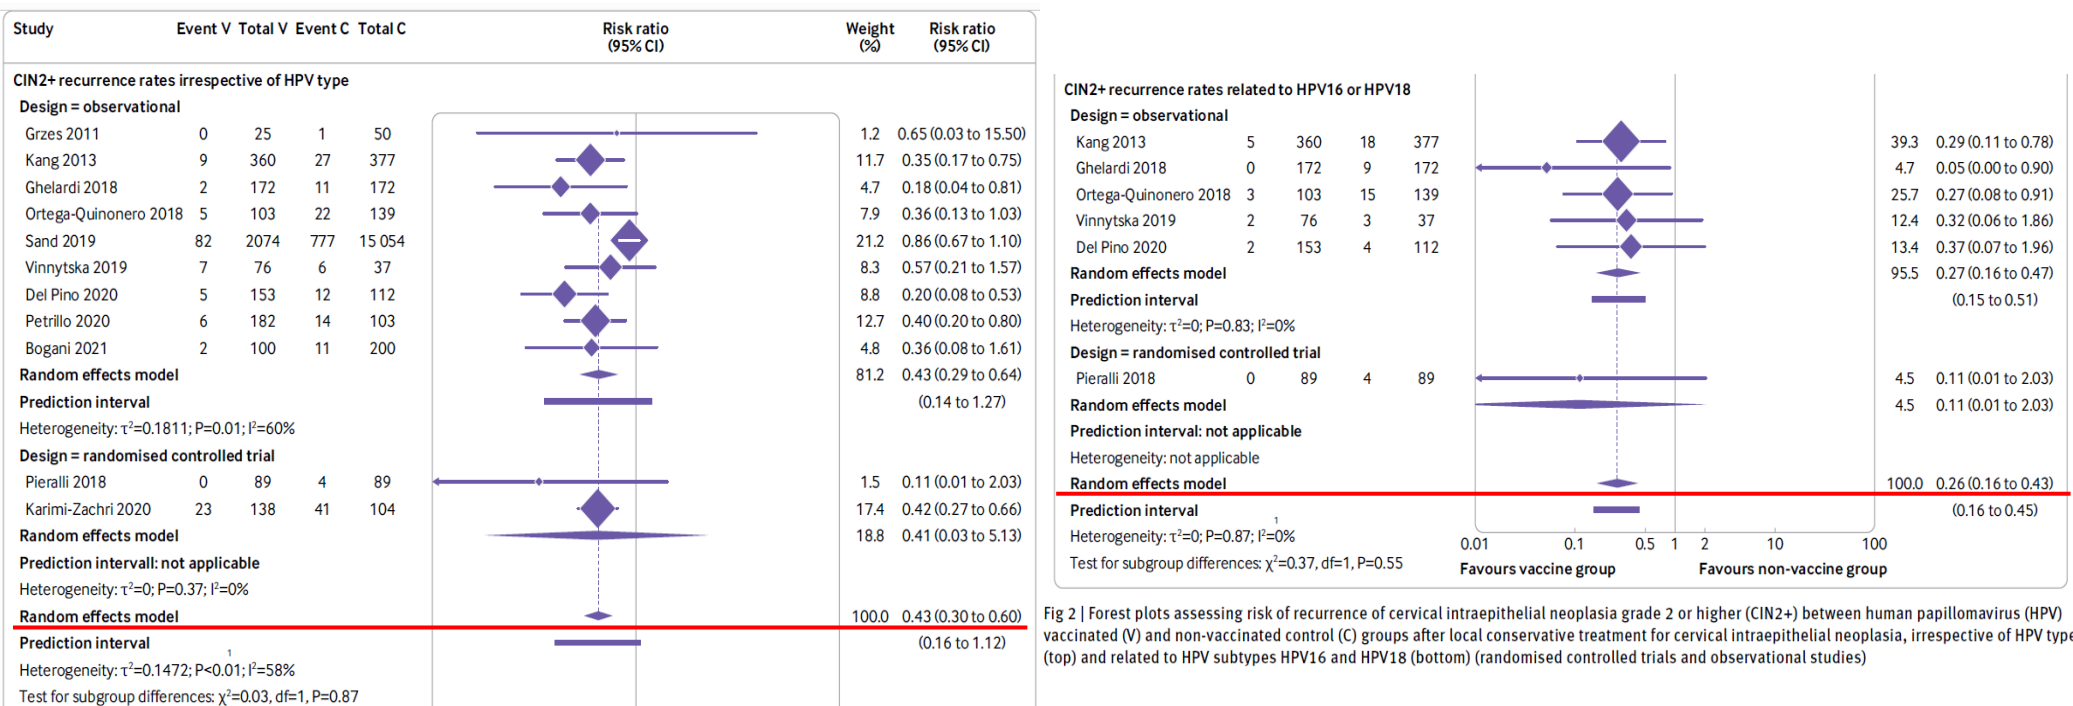 Study Event V Total V Event C Total C Risk ratio (95% CI) Weight (%) Risk ratio (95% CI)
CIN2+ recurrence rates irrespective of HPV type
Design = observational
Grzes 2011 0 25 1 50 1.2 0.65 (0.03 to 15.50)
Kang 2013 9 360 27 377 11.7 0.35 (0.17 to 0.75)
Ghelardi 2018 2 172 11 172 4.7 0.18 (0.04 to 0.81)
Ortega-Quinonero 2018 5 103 22 139 7.9 0.36 (0.13 to 1.03)
Sand 2019 82 2074 777 15 054 21.2 0.86 (0.67 to 1.10)
Vinnytska 2019 7 76 6 37 8.3 0.57 (0.21 to 1.57)
Del Pino 2020 5 153 12 112 8.8 0.20 (0.08 to 0.53)
Petrillo 2020 6 182 14 103 12.7 0.40 (0.20 to 0.80)
Bogani 2021 2 100 11 200 4.8 0.36 (0.08 to 1.61)
Random effects model 81.2 0.43 (0.29 to 0.64)
Prediction interval (0.14 to 1.27)
Heterogeneity: τ²=0.1811; P=0.01; I²=60%
Design = randomised controlled trial
Pieralli 2018 0 89 4 89 1.5 0.11 (0.01 to 2.03)
Karimi-Zachri 2020 23 138 41 104 17.4 0.42 (0.27 to 0.66)
Random effects model 18.8 0.41 (0.03 to 5.13)
Prediction intervall: not applicable
Heterogeneity: τ²=0; P=0.37; I²=0%
Random effects model 100.0 0.43 (0.30 to 0.60)
Prediction interval (0.16 to 1.12)
1
Heterogeneity: τ²=0.1472; P<0.01; I²=58%
Test for subgroup differences: χ²=0.03, df=1, P=0.87
CIN2+ recurrence rates related to HPV16 or HPV18
Design = observational
Kang 2013 5 360 18 377 39.3 0.29 (0.11 to 0.78)
Ghelardi 2018 0 172 9 172 4.7 0.05 (0.00 to 0.90)
Ortega-Quinonero 2018 3 103 15 139 25.7 0.27 (0.08 to 0.91)
Vinnytska 2019 2 76 3 37 12.4 0.32 (0.06 to 1.86)
Del Pino 2020 2 153 4 112 13.4 0.37 (0.07 to 1.96)
Random effects model 95.5 0.27 (0.16 to 0.47)
Prediction interval (0.15 to 0.51)
Heterogeneity: τ²=0; P=0.83; I²=0%
Design = randomised controlled trial
Pieralli 2018 0 89 4 89 4.5 0.11 (0.01 to 2.03)
Random effects model 4.5 0.11 (0.01 to 2.03)
Prediction interval: not applicable
Heterogeneity: not applicable
Random effects model 100.0 0.26 (0.16 to 0.43)
Prediction interval (0.16 to 0.45)
1
Heterogeneity: τ²=0; P=0.87; I²=0%
0.01 0.1 0.5 1 2 10 100
Test for subgroup differences: χ²=0.37, df=1, P=0.55
Favours vaccine group Favours non-vaccine group
Fig 2 | Forest plots assessing risk of recurrence of cervical intraepithelial neoplasia grade 2 or higher (CIN2+) between human papillomavirus (HPV)
vaccinated (V) and non-vaccinated control (C) groups after local conservative treatment for cervical intraepithelial neoplasia, irrespective of HPV type
(top) and related to HPV subtypes HPV16 and HPV18 (bottom) (randomised controlled trials and observational studies)